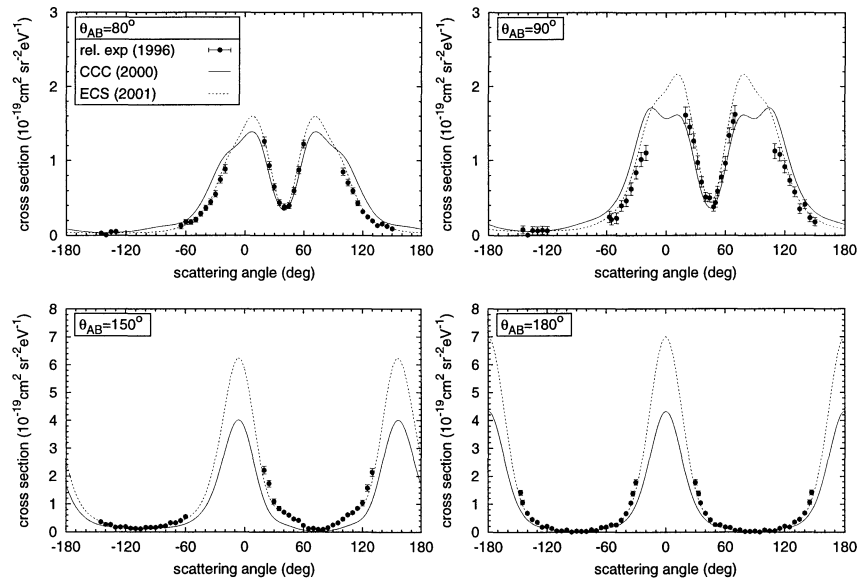 θAB=80°
rel. exp (1996)
CCC (2000)
ECS (2001)
cross section (10⁻¹⁹cm² sr⁻²eV⁻¹)
3
2
1
0
-180 -120 -60 0 60 120 180
scattering angle (deg)
θAB=90°
cross section (10⁻¹⁹cm² sr⁻²eV⁻¹)
3
2
1
0
-180 -120 -60 0 60 120 180
scattering angle (deg)
θAB=150°
cross section (10⁻¹⁹cm² sr⁻²eV⁻¹)
8
7
6
5
4
3
2
1
0
-180 -120 -60 0 60 120 180
scattering angle (deg)
θAB=180°
cross section (10⁻¹⁹cm² sr⁻²eV⁻¹)
8
7
6
5
4
3
2
1
0
-180 -120 -60 0 60 120 180
scattering angle (deg)